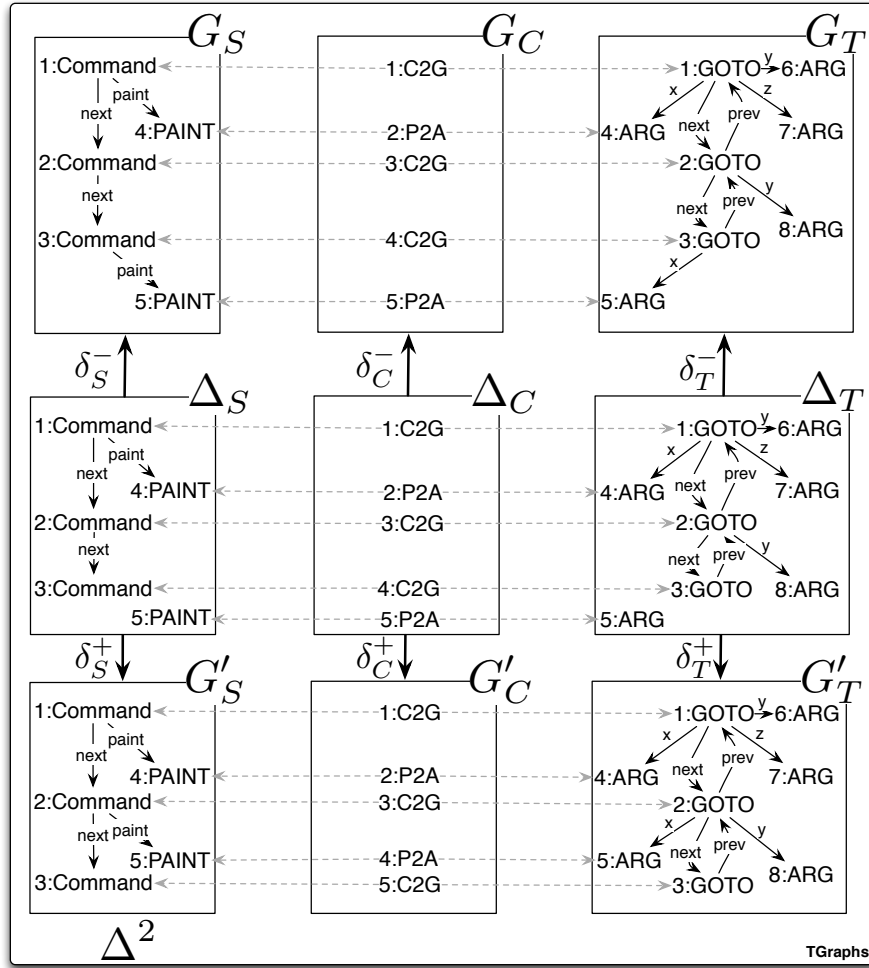 G_S G_C G_T
1:Command 1:C2G 1:GOTO y 6:ARG
paint x z
next next prev
4:PAINT 2:P2A 4:ARG 7:ARG
2:Command 3:C2G 2:GOTO
next next prev y
3:Command 4:C2G 3:GOTO 8:ARG
paint x
5:PAINT 5:P2A 5:ARG
δ_S^- δ_C^- δ_T^-
Δ_S Δ_C Δ_T
1:Command 1:C2G 1:GOTO y 6:ARG
paint x z
next next prev
4:PAINT 2:P2A 4:ARG 7:ARG
2:Command 3:C2G 2:GOTO
next next prev y
3:Command 4:C2G 3:GOTO 8:ARG
5:PAINT 5:P2A 5:ARG
δ_S^+ δ_C^+ δ_T^+
G'_S G'_C G'_T
1:Command 1:C2G 1:GOTO y 6:ARG
paint x z
next next prev
4:PAINT 2:P2A 4:ARG 7:ARG
2:Command 3:C2G 2:GOTO
next paint x next prev y
5:PAINT 4:P2A 5:ARG 8:ARG
3:Command 5:C2G 3:GOTO
Δ^2
TGraphs